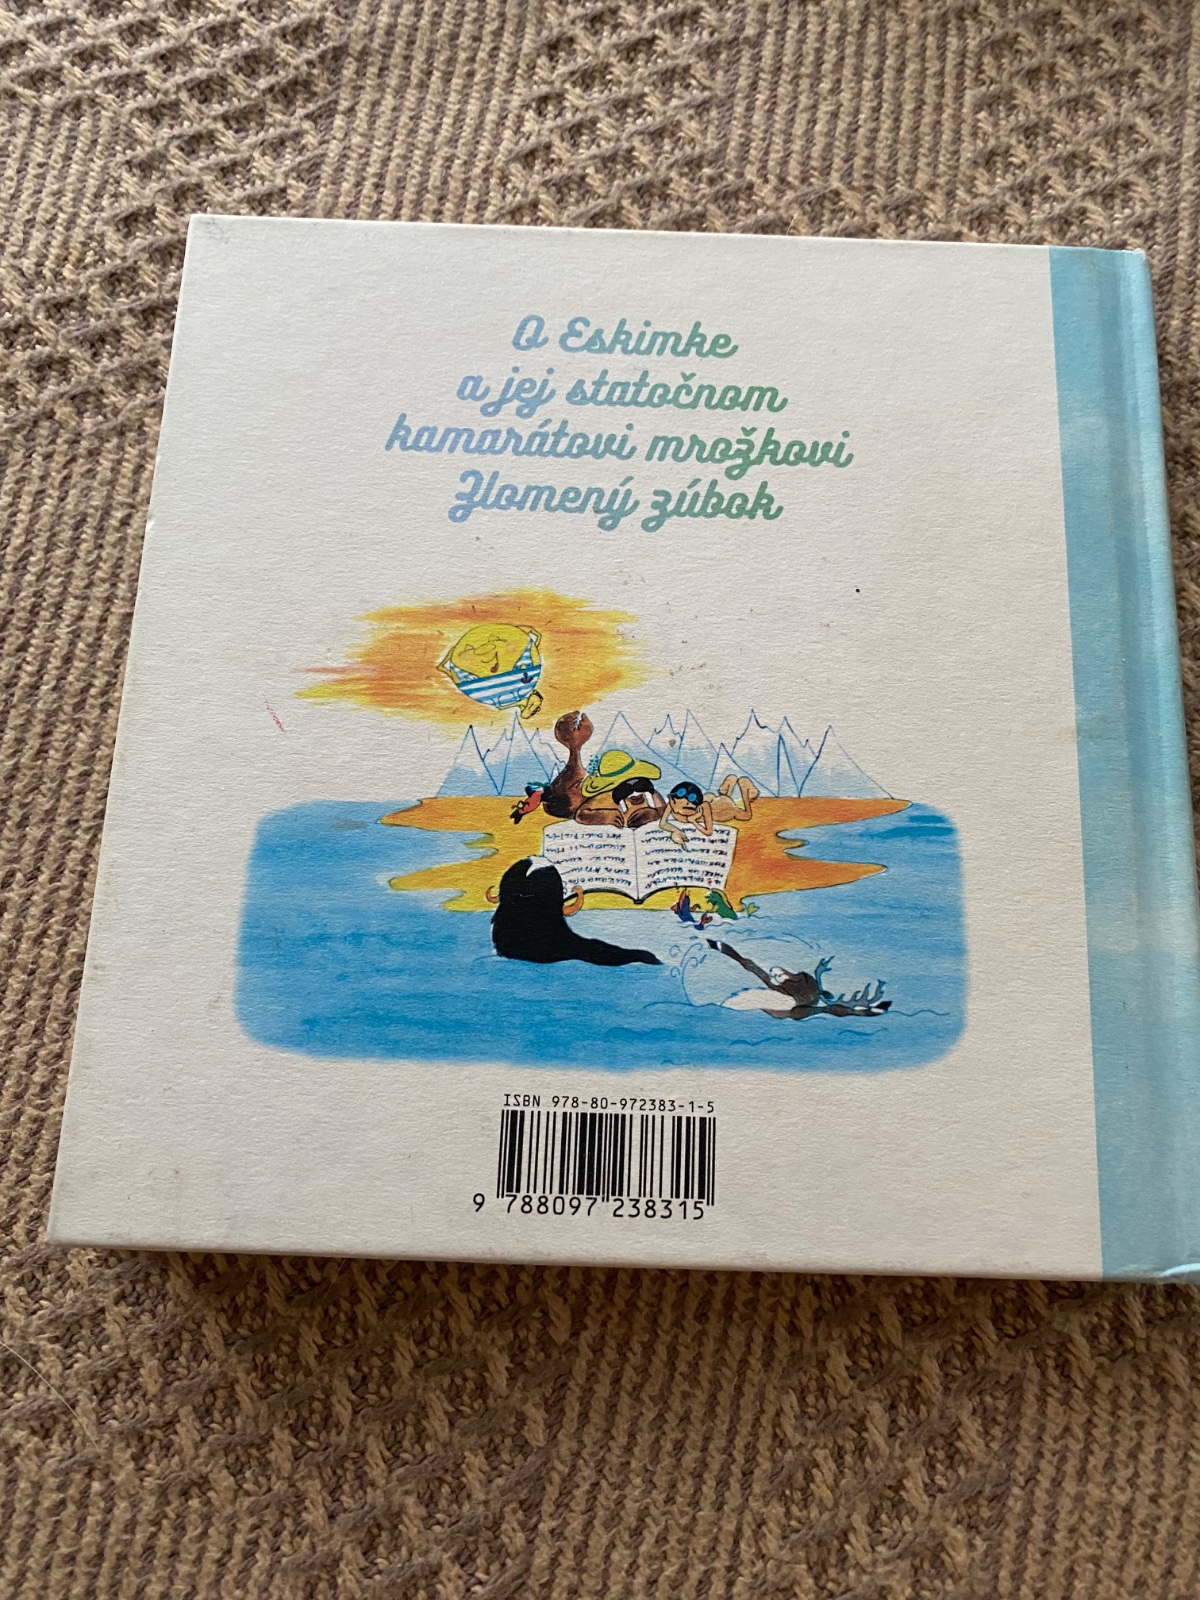 O Eskimke
a jej statočnom
kamarátovi mrožkovi
Zlomený zúbok
ISBN 978-80-972383-1-5
9 788097 238315